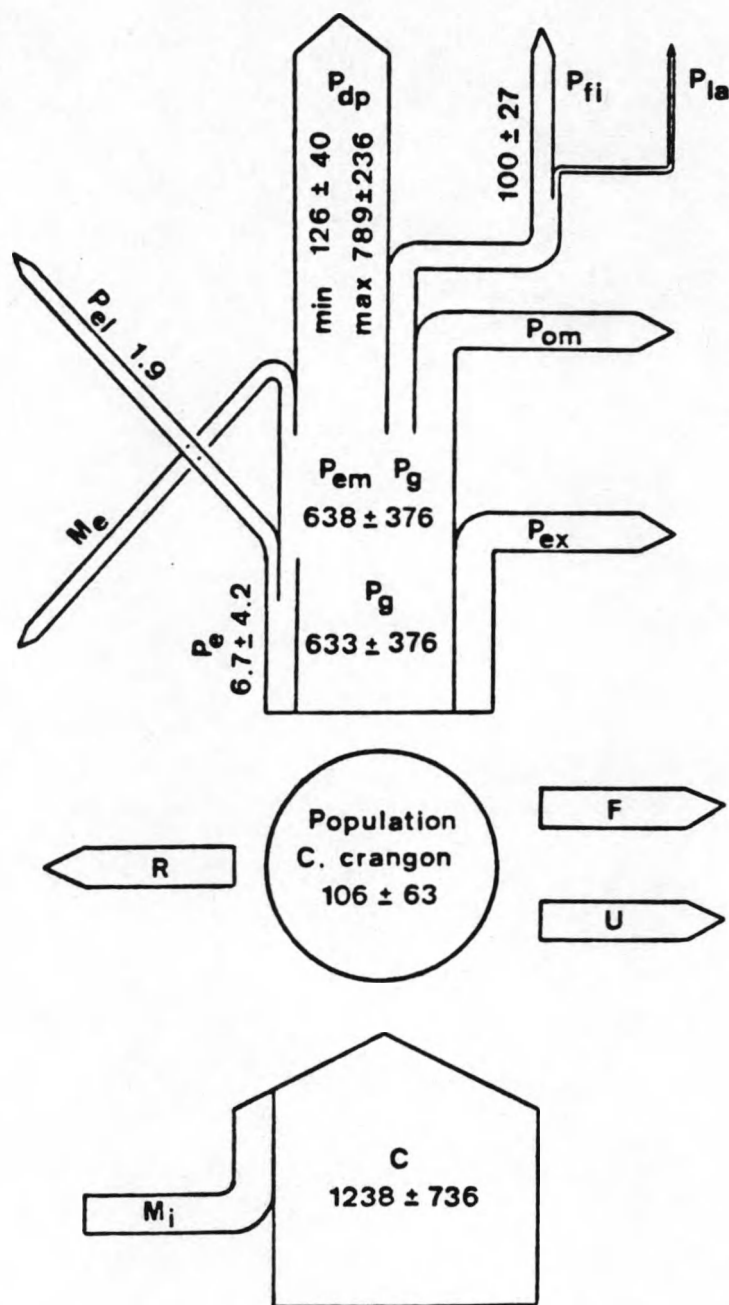 P_dp
min 126 ± 40
max 789±236
100 ± 27
P_fi
P_la
P_el 1.9
M_e
P_om
P_em P_g
638 ± 376
P_ex
P_e
6.7 ± 4.2
P_g
633 ± 376
Population
C. crangon
106 ± 63
R
F
U
C
1238 ± 736
M_i